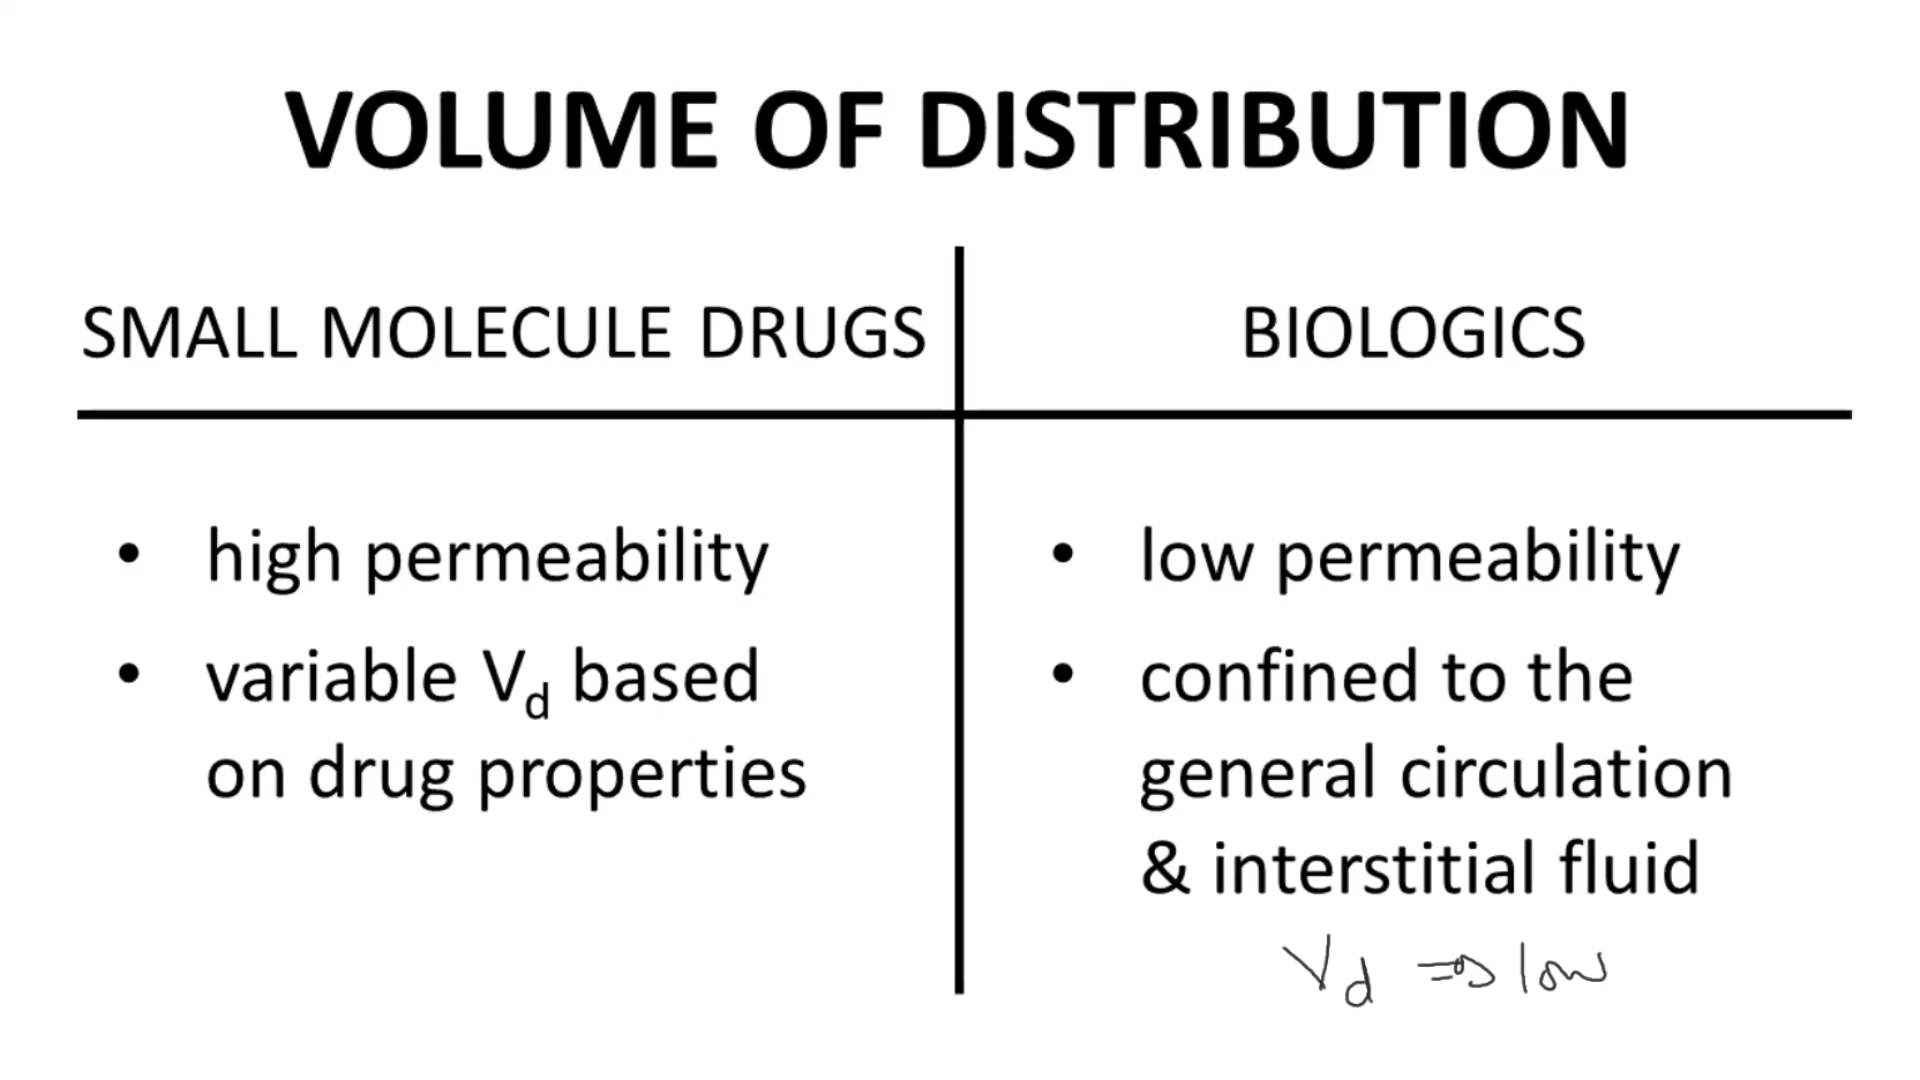 VOLUME OF DISTRIBUTION
SMALL MOLECULE DRUGS
• high permeability
• variable Vd based
on drug properties
BIOLOGICS
• low permeability
• confined to the
general circulation
& interstitial fluid
Vd ⇒ low